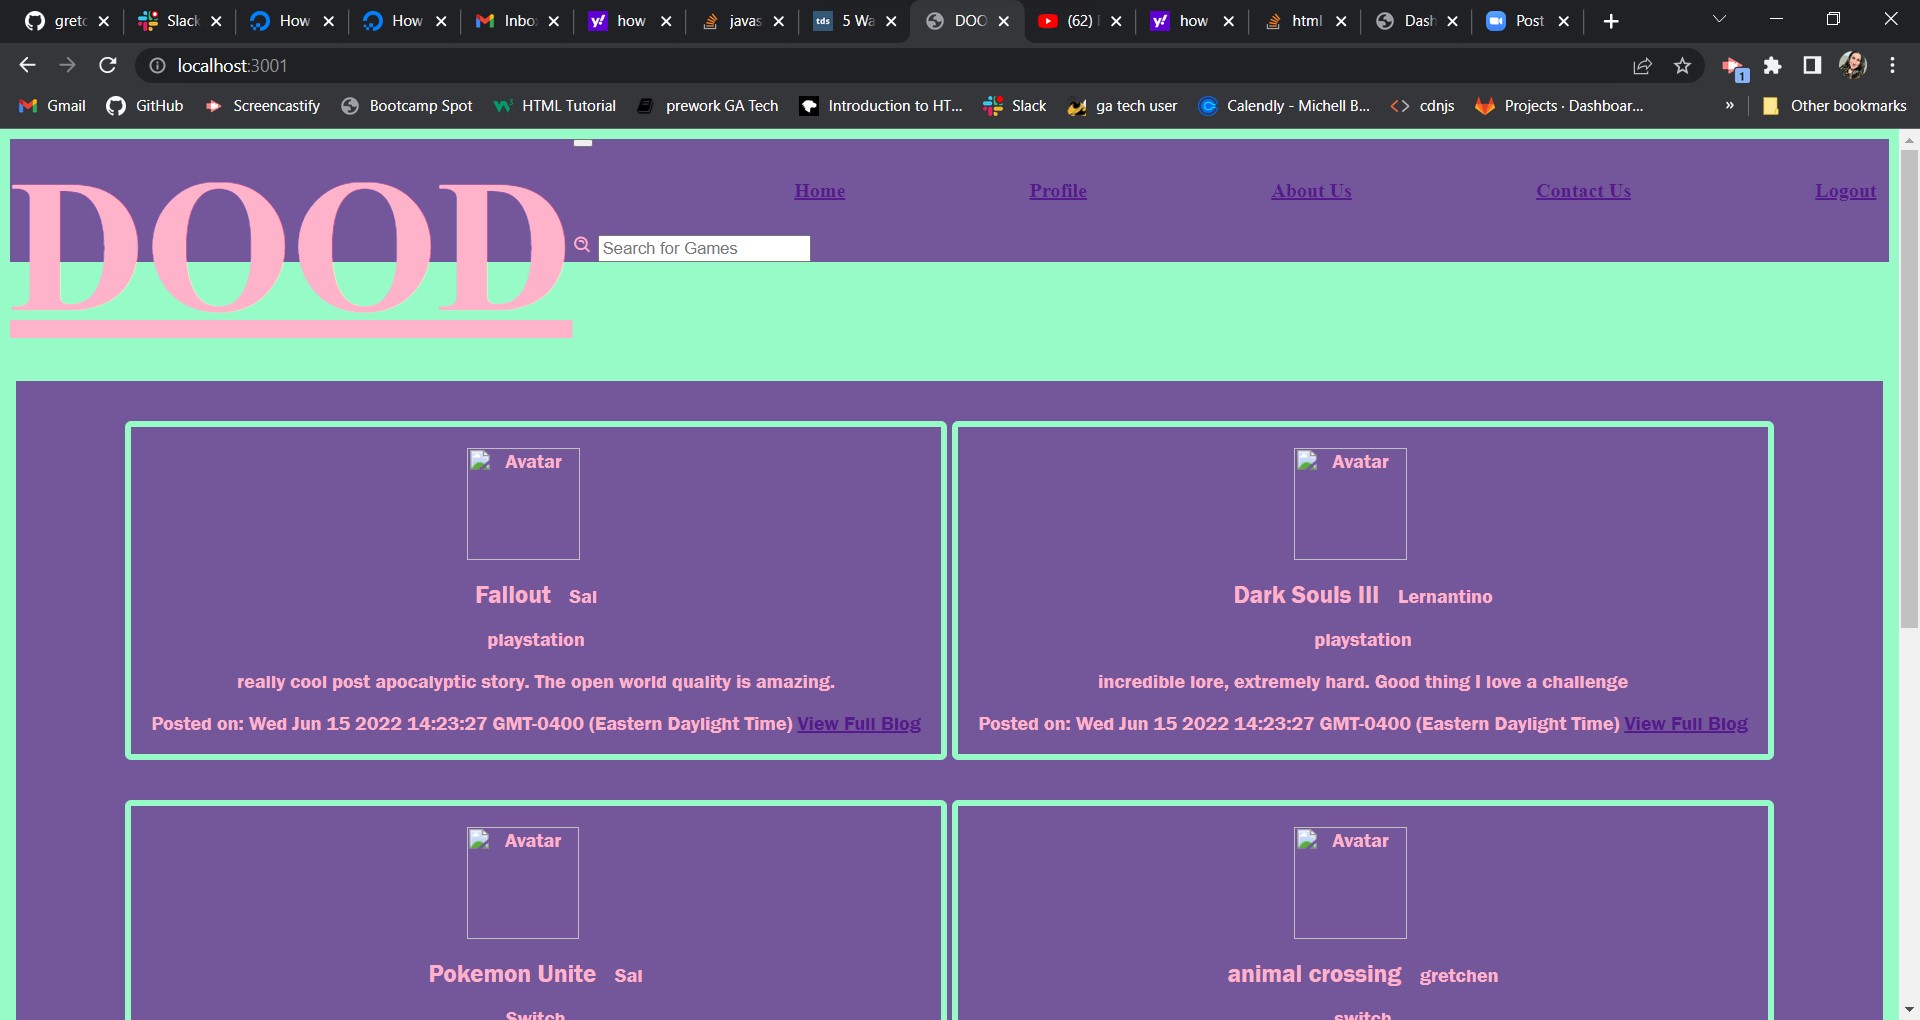 gretc Slack How How Inbo how javas 5 Wa DOO (62) how html Dash Post
localhost:3001
1
Gmail GitHub Screencastify Bootcamp Spot HTML Tutorial prework GA Tech Introduction to HT... Slack ga tech user Calendly - Michell B... cdnjs Projects · Dashboar... » Other bookmarks
DOOD
Home Profile About Us Contact Us Logout
Search for Games
Avatar Avatar
Fallout Sal Dark Souls III Lernantino
playstation playstation
really cool post apocalyptic story. The open world quality is amazing. incredible lore, extremely hard. Good thing I love a challenge
Posted on: Wed Jun 15 2022 14:23:27 GMT-0400 (Eastern Daylight Time) View Full Blog Posted on: Wed Jun 15 2022 14:23:27 GMT-0400 (Eastern Daylight Time) View Full Blog
Avatar Avatar
Pokemon Unite Sal animal crossing gretchen
Switch switch